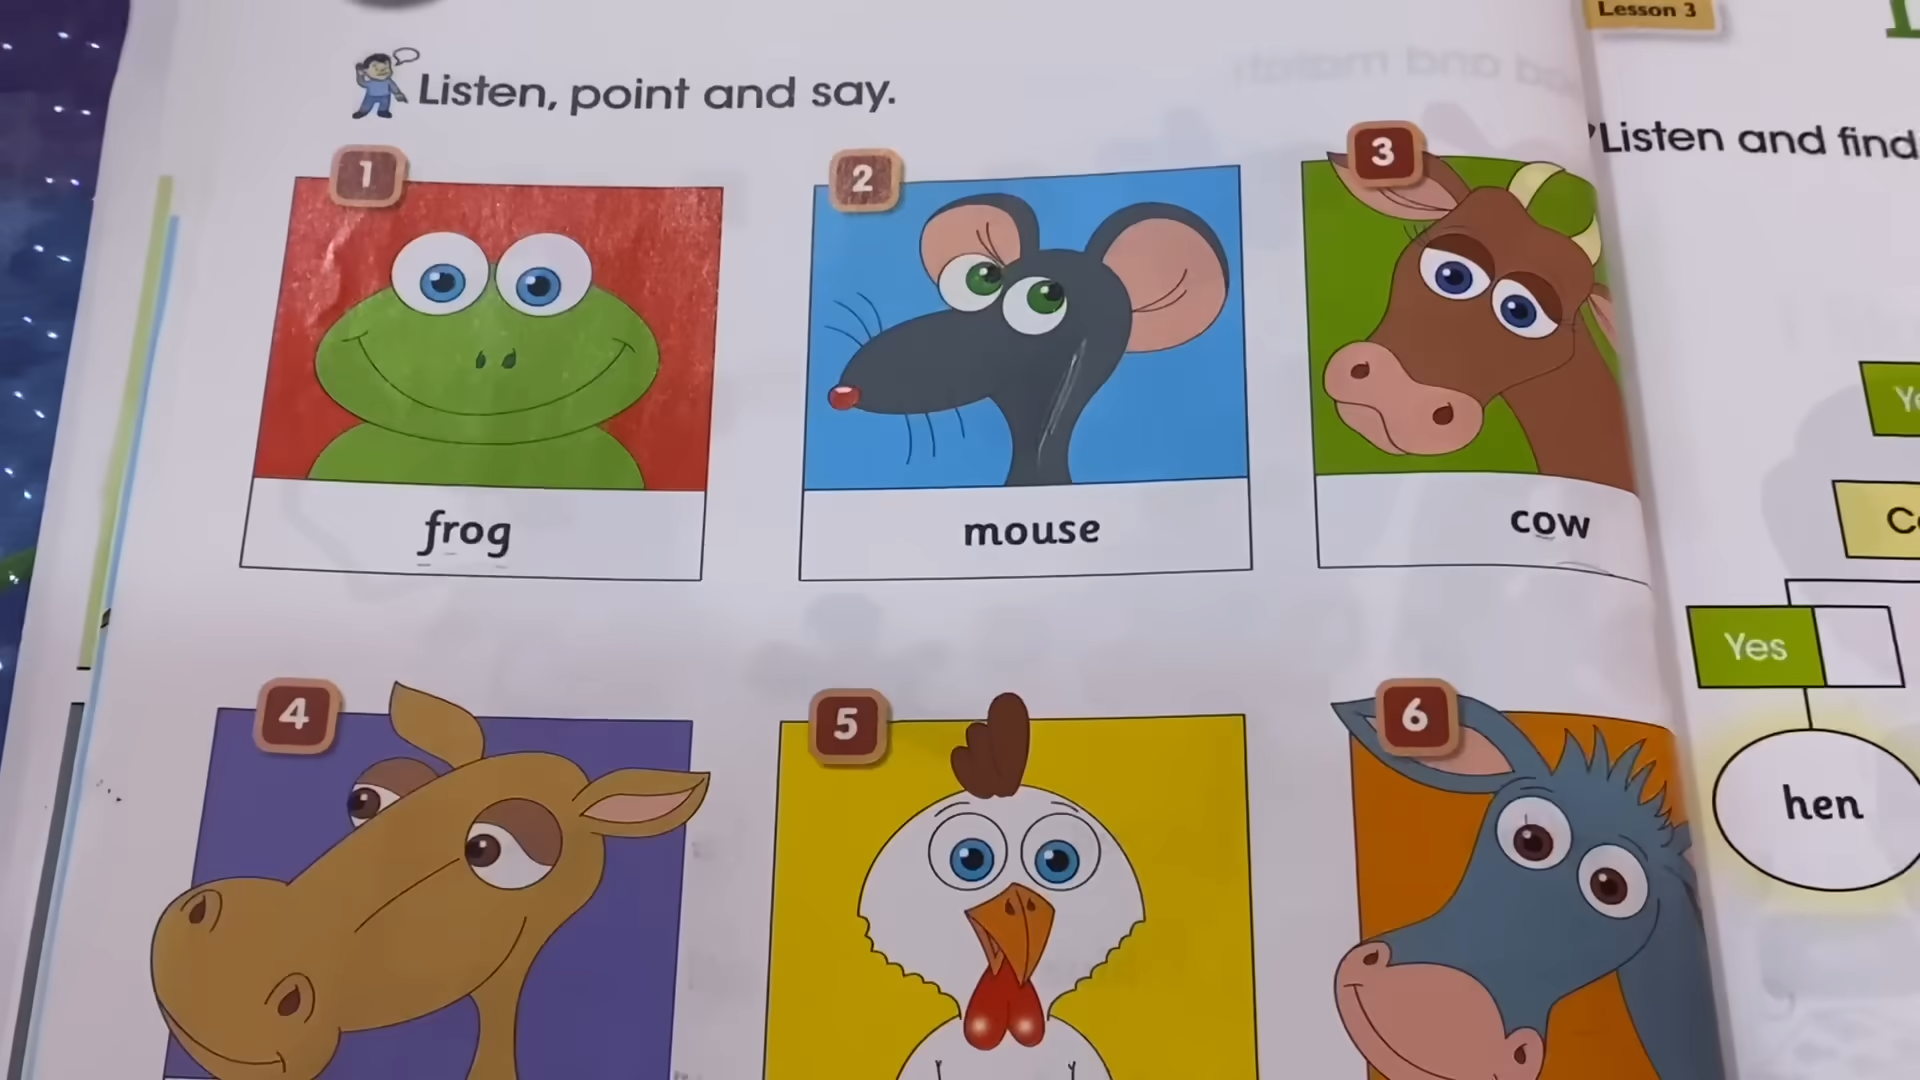 Listen, point and say.
1
2
3
frog
mouse
cow
4
5
6
Lesson 3
Listen and find
Yes
hen